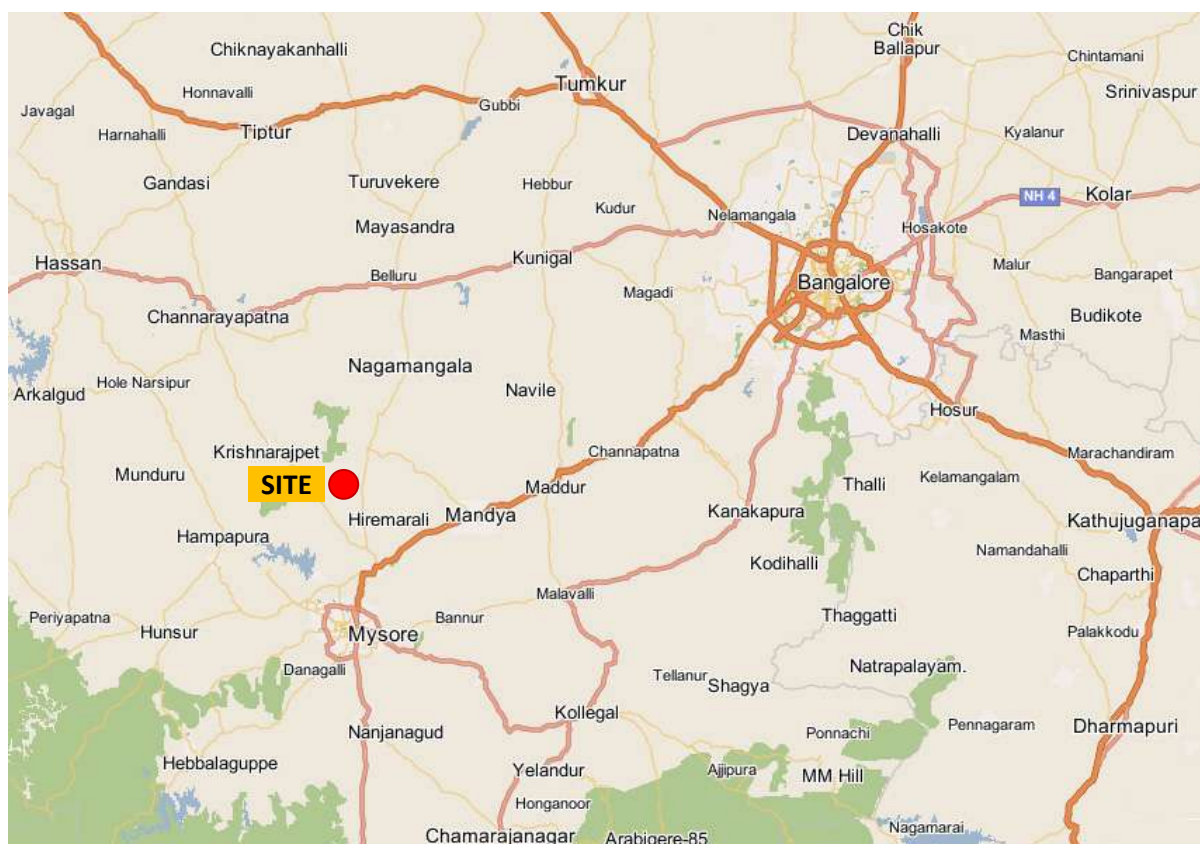 Chik
Ballapur
Chiknayakanhalli
Chintamani
Tumkur
Honnavalli
Srinivaspur
Gubbi
Javagal
Tiptur
Harnahalli
Devanahalli
Kyalanur
Gandasi
Turuvekere
Hebbur
NH 4
Kolar
Kudur
Nelamangala
Mayasandra
Hosakote
Hassan
Kunigal
Malur
Belluru
Bangarapet
Bangalore
Magadi
Channarayapatna
Budikote
Masthi
Nagamangala
Hole Narsipur
Navile
Arkalgud
Hosur
Krishnarajpet
Channapatna
Marachandiram
Munduru
Kelamangalam
SITE
Maddur
Thalli
Hiremarali
Mandya
Kanakapura
Kathujuganapa
Hampapura
Namandahalli
Kodihalli
Chaparthi
Malavalli
Periyapatna
Bannur
Thaggatti
Hunsur
Mysore
Palakkodu
Danagalli
Natrapalayam.
Tellanur
Shagya
Kollegal
Pennagaram
Dharmapuri
Nanjanagud
Ponnachi
Hebbalaguppe
Yelandur
Ajjipura
MM Hill
Honganoor
Nagamarai
Chamarajanagar
Arabigere-85